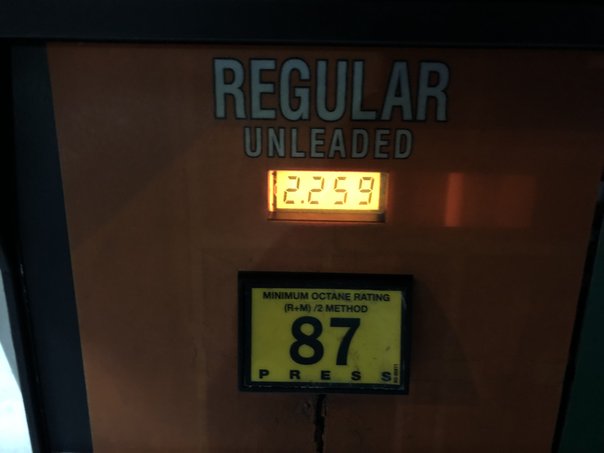 REGULAR
UNLEADED
2.259
MINIMUM OCTANE RATING
(R+M) /2 METHOD
87
PRESS